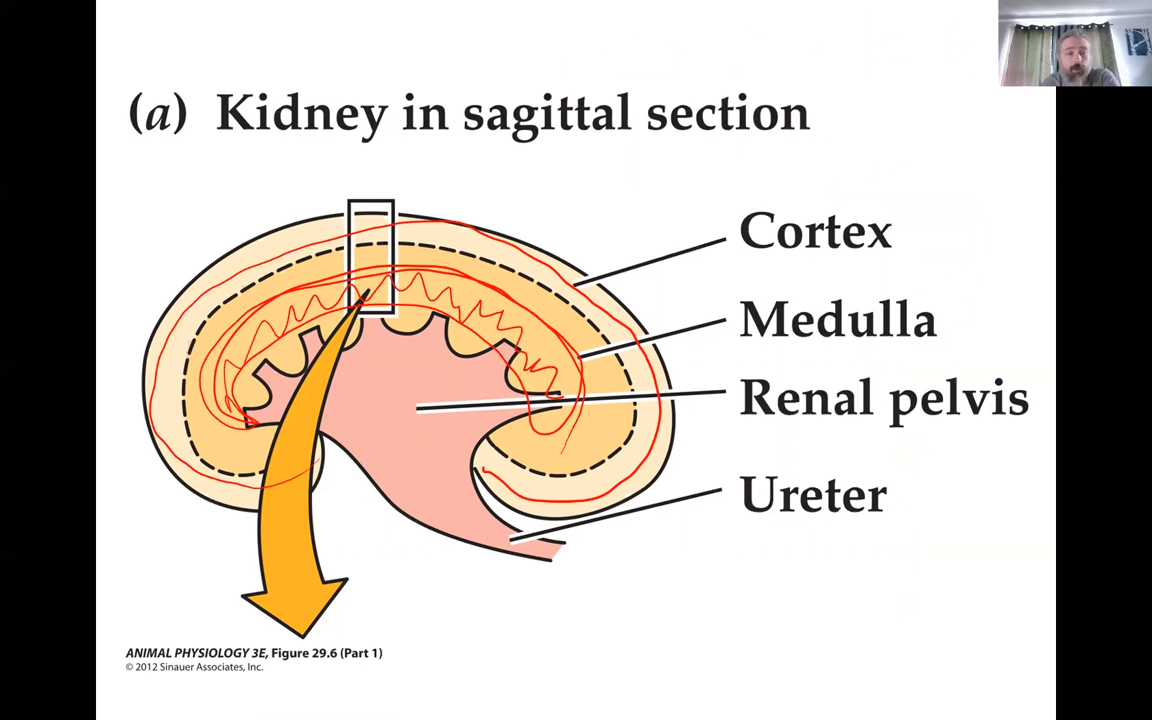 (a) Kidney in sagittal section
Cortex
Medulla
Renal pelvis
Ureter
ANIMAL PHYSIOLOGY 3E, Figure 29.6 (Part 1)
© 2012 Sinauer Associates, Inc.